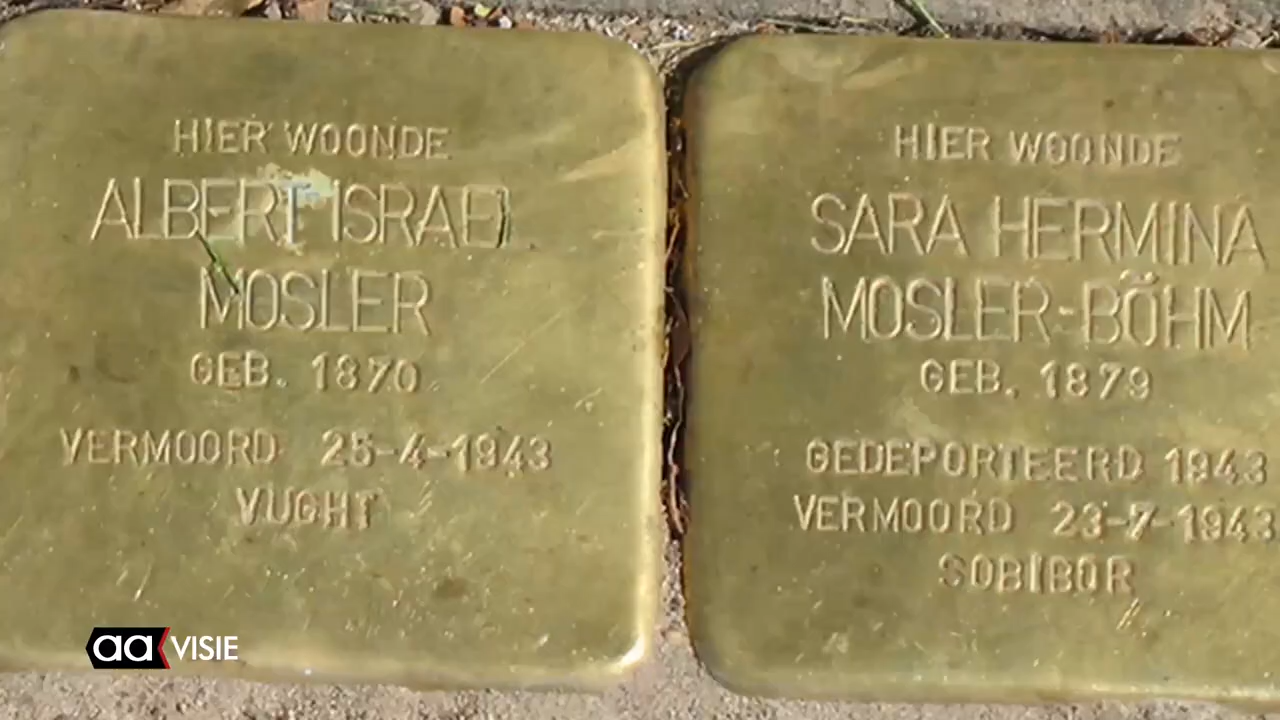 HIER WOONDE
ALBERT ISRAEL
MOSLER
GEB. 1870
VERMOORD 25-4-1943
VUGHT
HIER WOONDE
SARA HERMINA
MOSLER-BÖHM
GEB. 1879
GEDEPORTEERD 1943
VERMOORD 23-7-1943
SOBIBOR
aa VISIE